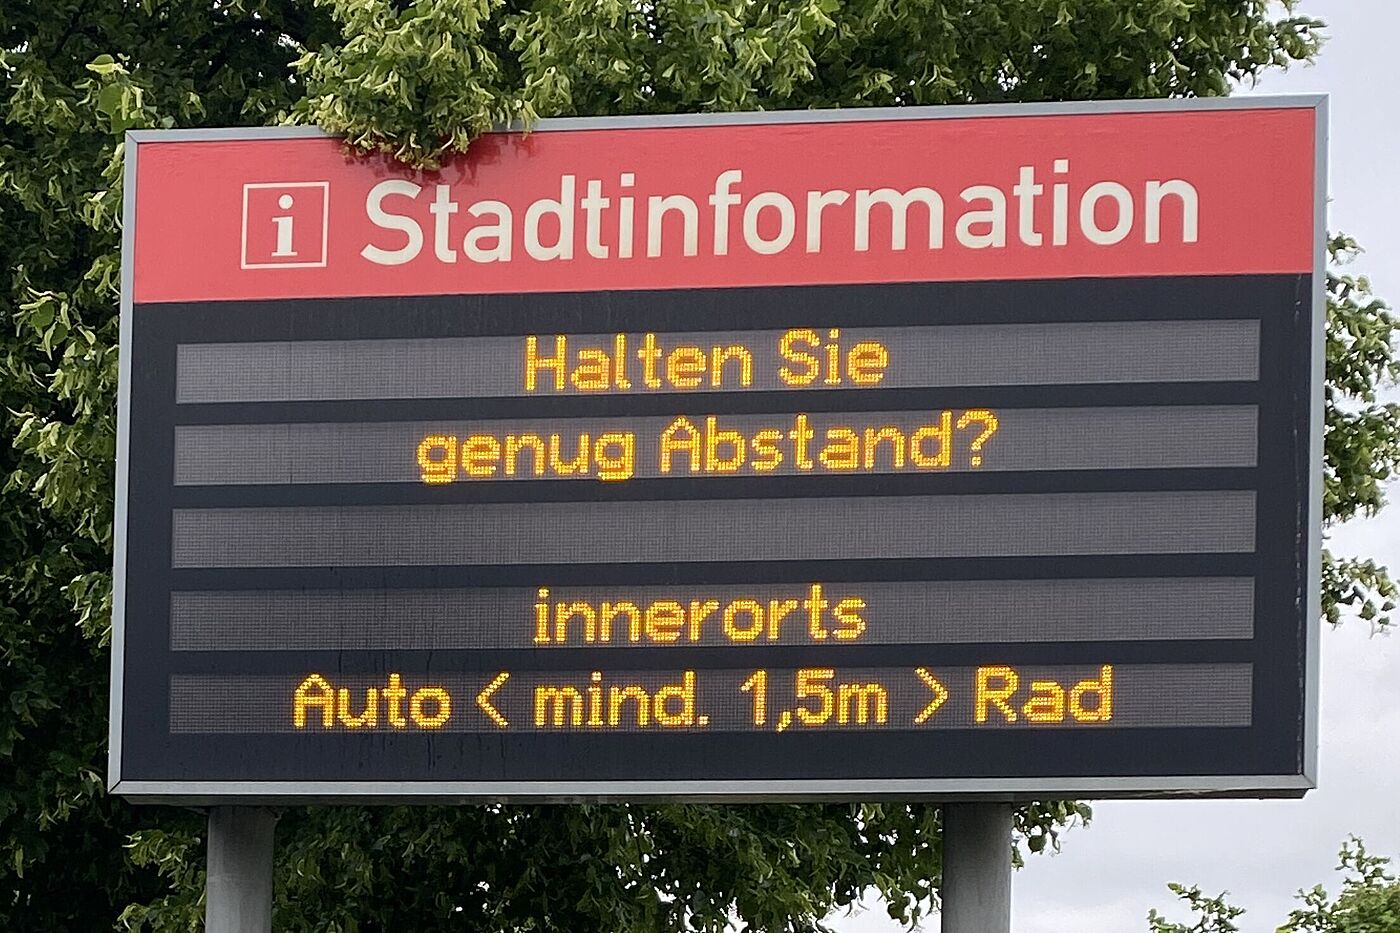 i Stadtinformation
Halten Sie
genug Abstand?
innerorts
Auto < mind. 1,5m > Rad